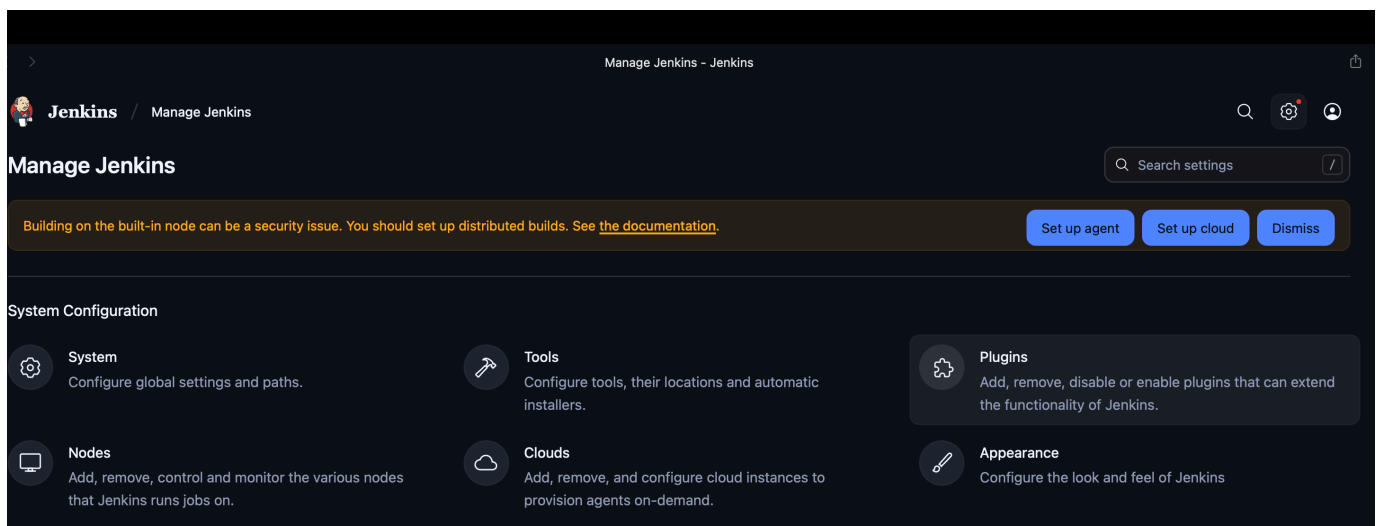 Manage Jenkins - Jenkins
Jenkins / Manage Jenkins
Manage Jenkins
Search settings /
Building on the built-in node can be a security issue. You should set up distributed builds. See the documentation.
Set up agent
Set up cloud
Dismiss
System Configuration
System
Configure global settings and paths.
Tools
Configure tools, their locations and automatic
installers.
Plugins
Add, remove, disable or enable plugins that can extend
the functionality of Jenkins.
Nodes
Add, remove, control and monitor the various nodes
that Jenkins runs jobs on.
Clouds
Add, remove, and configure cloud instances to
provision agents on-demand.
Appearance
Configure the look and feel of Jenkins